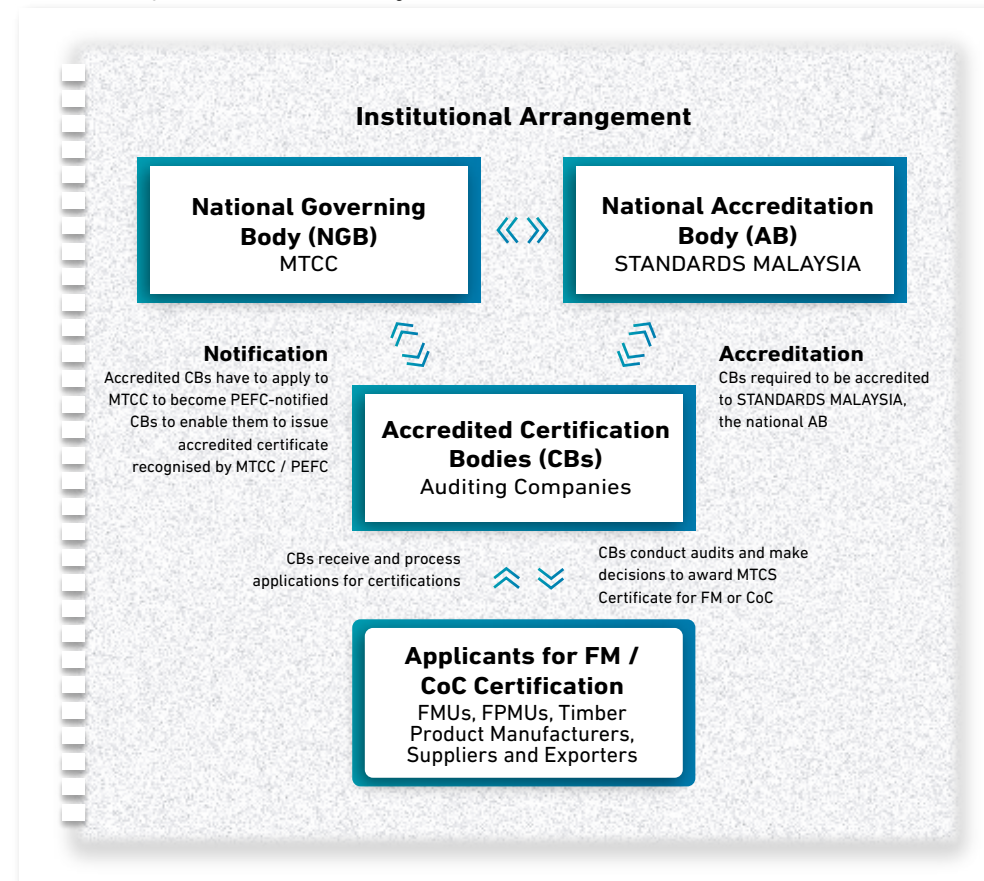 Institutional Arrangement
National Governing
Body (NGB)
MTCC
National Accreditation
Body (AB)
STANDARDS MALAYSIA
Notification
Accredited CBs have to apply to
MTCC to become PEFC-notified
CBs to enable them to issue
accredited certificate
recognised by MTCC / PEFC
Accreditation
CBs required to be accredited
to STANDARDS MALAYSIA,
the national AB
Accredited Certification
Bodies (CBs)
Auditing Companies
CBs receive and process
applications for certifications
CBs conduct audits and make
decisions to award MTCS
Certificate for FM or CoC
Applicants for FM /
CoC Certification
FMUs, FPMUs, Timber
Product Manufacturers,
Suppliers and Exporters